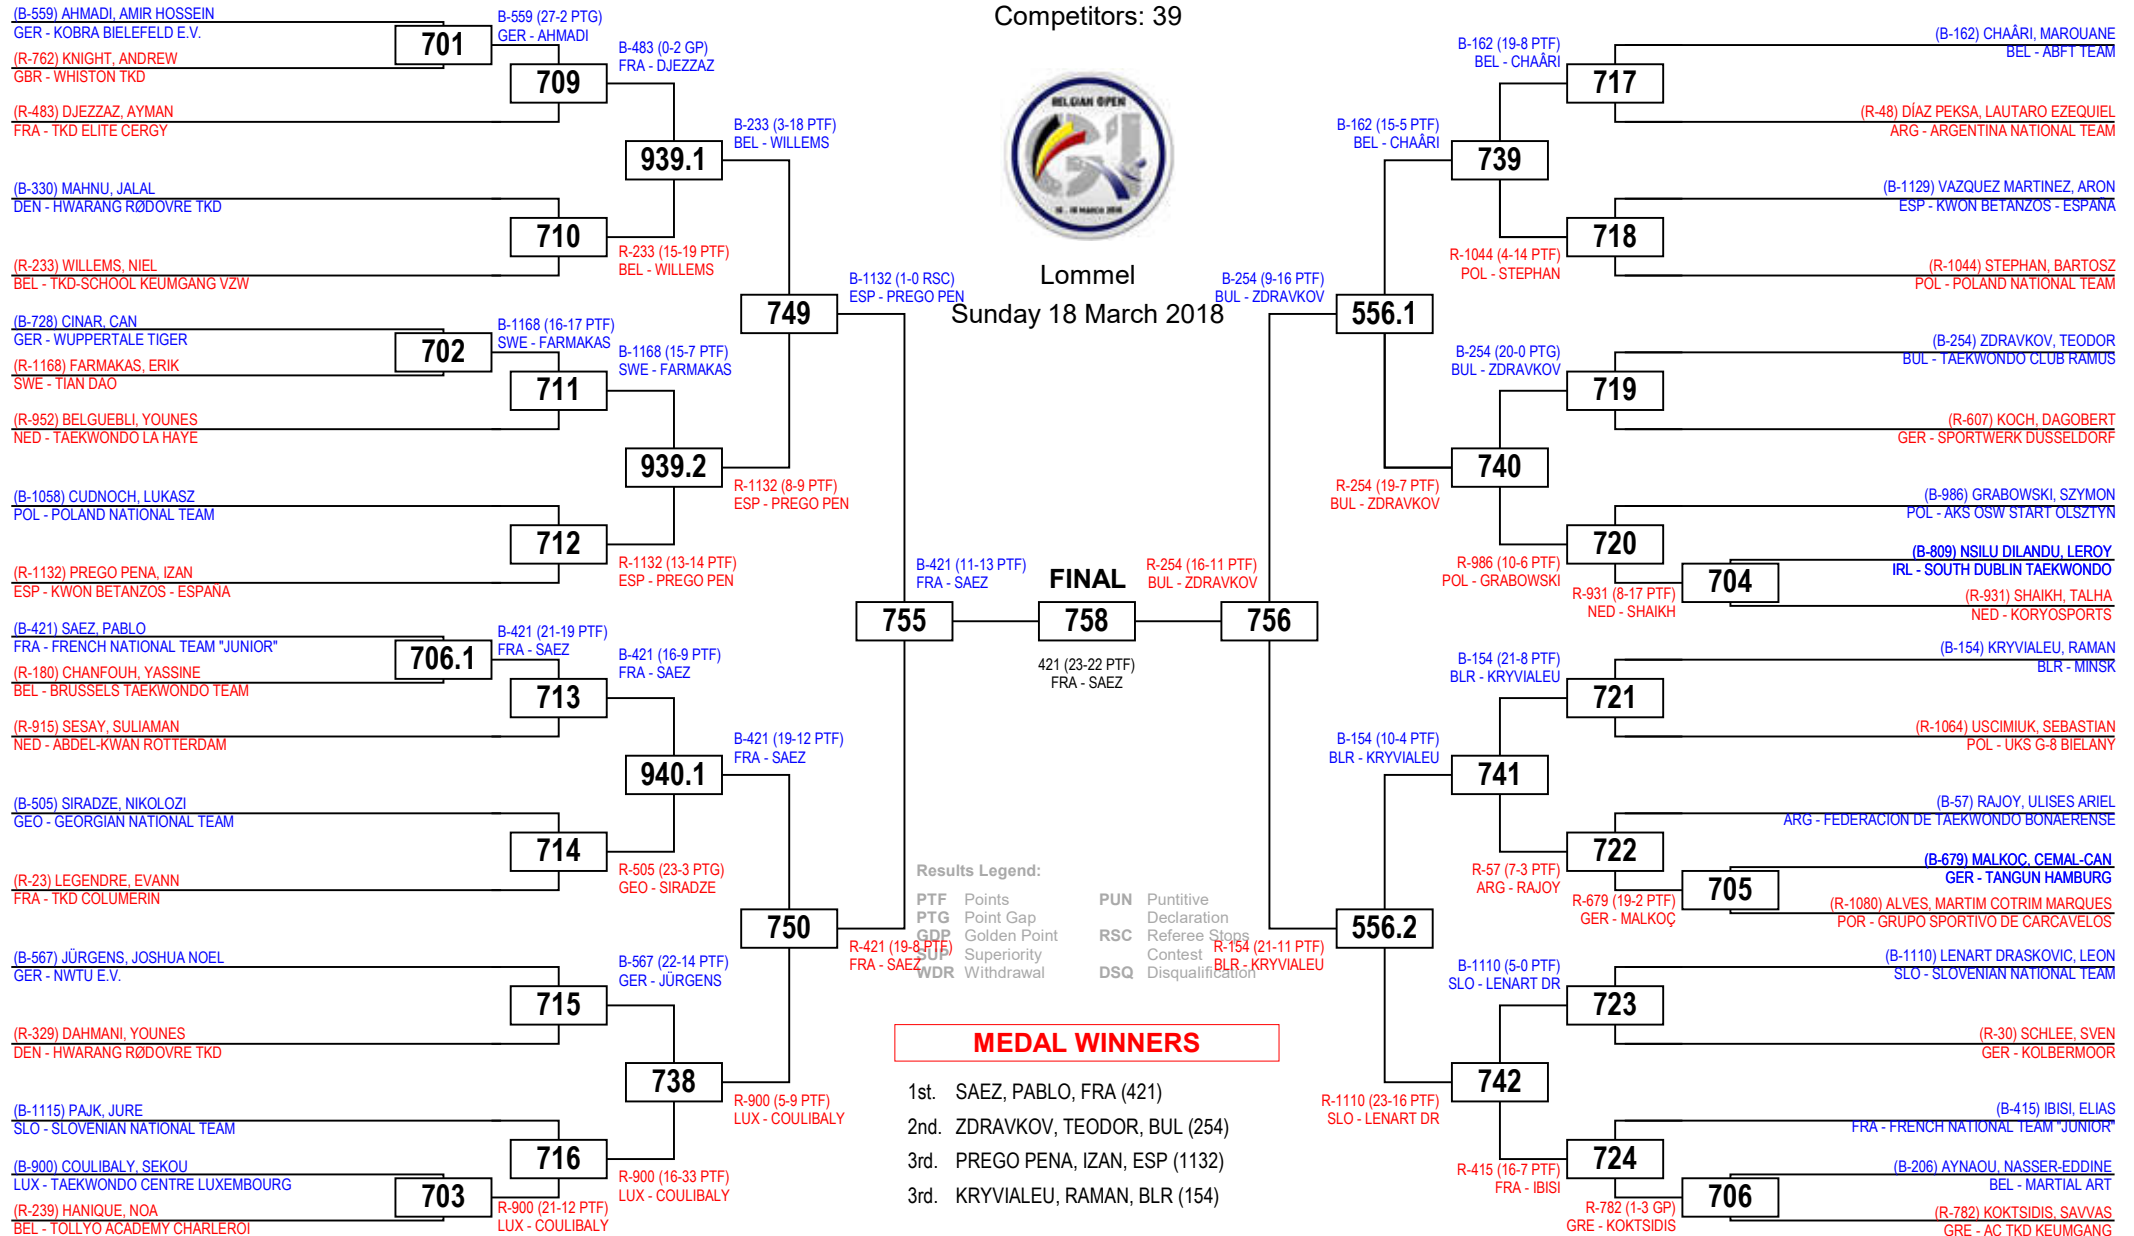 Competitors: 39
BELGIAN OPEN
G1
Lommel
Sunday 18 March 2018
(B-559) AHMADI, AMIR HOSSEIN
GER - KOBRA BIELEFELD E.V.
701
(R-762) KNIGHT, ANDREW
GBR - WHISTON TKD
B-559 (27-2 PTG)
GER - AHMADI
709
(R-483) DJEZZAZ, AYMAN
FRA - TKD ELITE CERGY
B-483 (0-2 GP)
FRA - DJEZZAZ
939.1
(B-330) MAHNU, JALAL
DEN - HWARANG RØDOVRE TKD
710
(R-233) WILLEMS, NIEL
BEL - TKD-SCHOOL KEUMGANG VZW
R-233 (15-19 PTF)
BEL - WILLEMS
B-233 (3-18 PTF)
BEL - WILLEMS
749
(B-728) CINAR, CAN
GER - WUPPERTALE TIGER
702
(R-1168) FARMAKAS, ERIK
SWE - TIAN DAO
B-1168 (16-17 PTF)
SWE - FARMAKAS
711
(R-952) BELGUEBLI, YOUNES
NED - TAEKWONDO LA HAYE
B-1168 (15-7 PTF)
SWE - FARMAKAS
939.2
(B-1058) CUDNOCH, LUKASZ
POL - POLAND NATIONAL TEAM
712
(R-1132) PREGO PENA, IZAN
ESP - KWON BETANZOS - ESPAÑA
R-1132 (13-14 PTF)
ESP - PREGO PEN
R-1132 (8-9 PTF)
ESP - PREGO PEN
B-1132 (1-0 RSC)
ESP - PREGO PEN
755
(B-421) SAEZ, PABLO
FRA - FRENCH NATIONAL TEAM "JUNIOR"
706.1
(R-180) CHANFOUH, YASSINE
BEL - BRUSSELS TAEKWONDO TEAM
B-421 (21-19 PTF)
FRA - SAEZ
713
(R-915) SESAY, SULIAMAN
NED - ABDEL-KWAN ROTTERDAM
B-421 (16-9 PTF)
FRA - SAEZ
940.1
(B-505) SIRADZE, NIKOLOZI
GEO - GEORGIAN NATIONAL TEAM
714
(R-23) LEGENDRE, EVANN
FRA - TKD COLUMERIN
R-505 (23-3 PTG)
GEO - SIRADZE
B-421 (19-12 PTF)
FRA - SAEZ
750
(B-567) JÜRGENS, JOSHUA NOEL
GER - NWTU E.V.
715
(R-329) DAHMANI, YOUNES
DEN - HWARANG RØDOVRE TKD
B-567 (22-14 PTF)
GER - JÜRGENS
738
(B-1115) PAJK, JURE
SLO - SLOVENIAN NATIONAL TEAM
716
(B-900) COULIBALY, SEKOU
LUX - TAEKWONDO CENTRE LUXEMBOURG
703
(R-239) HANIQUE, NOA
BEL - TOLLYO ACADEMY CHARLEROI
R-900 (21-12 PTF)
LUX - COULIBALY
R-900 (16-33 PTF)
LUX - COULIBALY
R-900 (5-9 PTF)
LUX - COULIBALY
R-421 (19-8 PTF)
FRA - SAEZ
B-421 (11-13 PTF)
FRA - SAEZ
FINAL
758
421 (23-22 PTF)
FRA - SAEZ
R-254 (16-11 PTF)
BUL - ZDRAVKOV
756
B-254 (9-16 PTF)
BUL - ZDRAVKOV
556.1
B-162 (15-5 PTF)
BEL - CHAÂRI
739
B-162 (19-8 PTF)
BEL - CHAÂRI
717
(B-162) CHAÂRI, MAROUANE
BEL - ABFT TEAM
(R-48) DÍAZ PEKSA, LAUTARO EZEQUIEL
ARG - ARGENTINA NATIONAL TEAM
(B-1129) VAZQUEZ MARTINEZ, ARON
ESP - KWON BETANZOS - ESPAÑA
718
R-1044 (4-14 PTF)
POL - STEPHAN
(R-1044) STEPHAN, BARTOSZ
POL - POLAND NATIONAL TEAM
(B-254) ZDRAVKOV, TEODOR
BUL - TAEKWONDO CLUB RAMUS
B-254 (20-0 PTG)
BUL - ZDRAVKOV
719
(R-607) KOCH, DAGOBERT
GER - SPORTWERK DUSSELDORF
740
R-254 (19-7 PTF)
BUL - ZDRAVKOV
(B-986) GRABOWSKI, SZYMON
POL - AKS OSW START OLSZTYN
720
R-986 (10-6 PTF)
POL - GRABOWSKI
(B-809) NSILU DILANDU, LEROY
IRL - SOUTH DUBLIN TAEKWONDO
704
R-931 (8-17 PTF)
NED - SHAIKH
(R-931) SHAIKH, TALHA
NED - KORYOSPORTS
(B-154) KRYVIALEU, RAMAN
BLR - MINSK
B-154 (21-8 PTF)
BLR - KRYVIALEU
721
(R-1064) USCIMIUK, SEBASTIAN
POL - UKS G-8 BIELANY
B-154 (10-4 PTF)
BLR - KRYVIALEU
741
(B-57) RAJOY, ULISES ARIEL
ARG - FEDERACION DE TAEKWONDO BONAERENSE
722
R-57 (7-3 PTF)
ARG - RAJOY
(B-679) MALKOÇ, CEMAL-CAN
GER - TANGUN HAMBURG
705
R-679 (19-2 PTF)
GER - MALKOÇ
(R-1080) ALVES, MARTIM COTRIM MARQUES
POR - GRUPO SPORTIVO DE CARCAVELOS
556.2
R-154 (21-11 PTF)
BLR - KRYVIALEU
(B-1110) LENART DRASKOVIC, LEON
SLO - SLOVENIAN NATIONAL TEAM
B-1110 (5-0 PTF)
SLO - LENART DR
723
(R-30) SCHLEE, SVEN
GER - KOLBERMOOR
742
R-1110 (23-16 PTF)
SLO - LENART DR
(B-415) IBISI, ELIAS
FRA - FRENCH NATIONAL TEAM "JUNIOR"
724
R-415 (16-7 PTF)
FRA - IBISI
(B-206) AYNAOU, NASSER-EDDINE
BEL - MARTIAL ART
706
R-782 (1-3 GP)
GRE - KOKTSIDIS
(R-782) KOKTSIDIS, SAVVAS
GRE - AC TKD KEUMGANG
Results Legend:
PTF Points
PTG Point Gap
GDP Golden Point
SUP Superiority
WDR Withdrawal
PUN Puntitive
Declaration
RSC Referee Stops
Contest
DSQ Disqualification
MEDAL WINNERS
1st. SAEZ, PABLO, FRA (421)
2nd. ZDRAVKOV, TEODOR, BUL (254)
3rd. PREGO PENA, IZAN, ESP (1132)
3rd. KRYVIALEU, RAMAN, BLR (154)